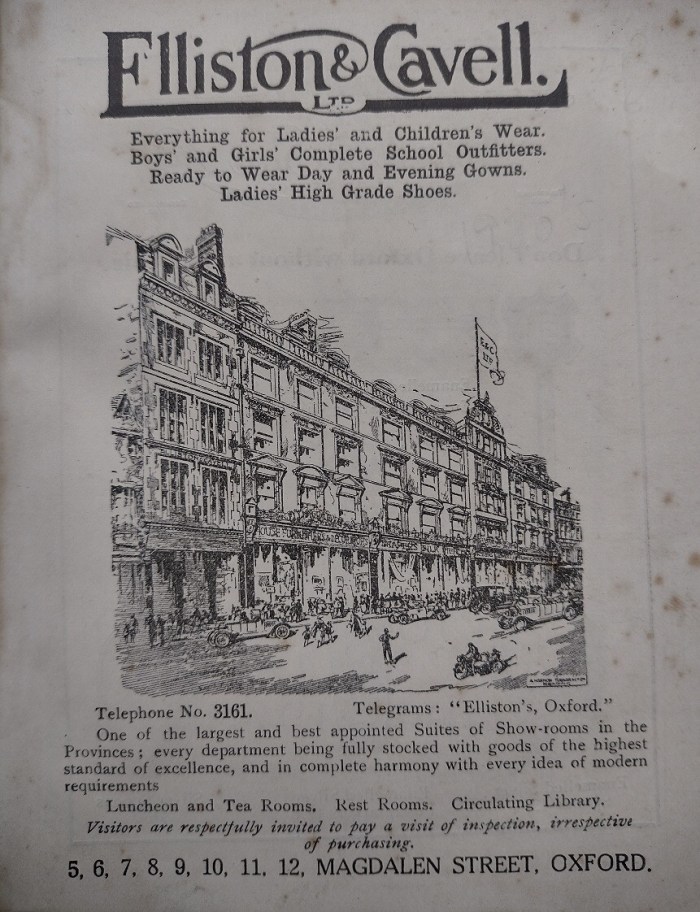 Elliston & Cavell.
LTD
Everything for Ladies' and Children's Wear.
Boys' and Girls' Complete School Outfitters.
Ready to Wear Day and Evening Gowns.
Ladies' High Grade Shoes.
E&C
LTD
Telephone No. 3161.
Telegrams: "Elliston's, Oxford."
One of the largest and best appointed Suites of Show-rooms in the
Provinces; every department being fully stocked with goods of the highest
standard of excellence, and in complete harmony with every idea of modern
requirements
Luncheon and Tea Rooms. Rest Rooms. Circulating Library.
Visitors are respectfully invited to pay a visit of inspection, irrespective
of purchasing.
5, 6, 7, 8, 9, 10, 11, 12, MAGDALEN STREET, OXFORD.